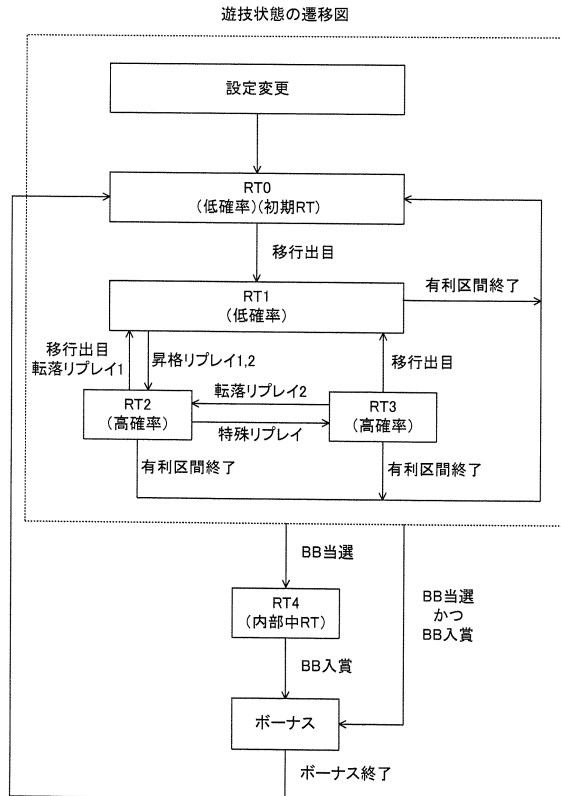 遊技状態の遷移図
設定変更
RT0
(低確率)(初期RT)
移行出目
RT1
(低確率)
有利区間終了
移行出目
転落リプレイ1
昇格リプレイ1,2
移行出目
RT2
(高確率)
転落リプレイ2
特殊リプレイ
RT3
(高確率)
有利区間終了
有利区間終了
BB当選
RT4
(内部中RT)
BB当選
かつ
BB入賞
BB入賞
ボーナス
ボーナス終了